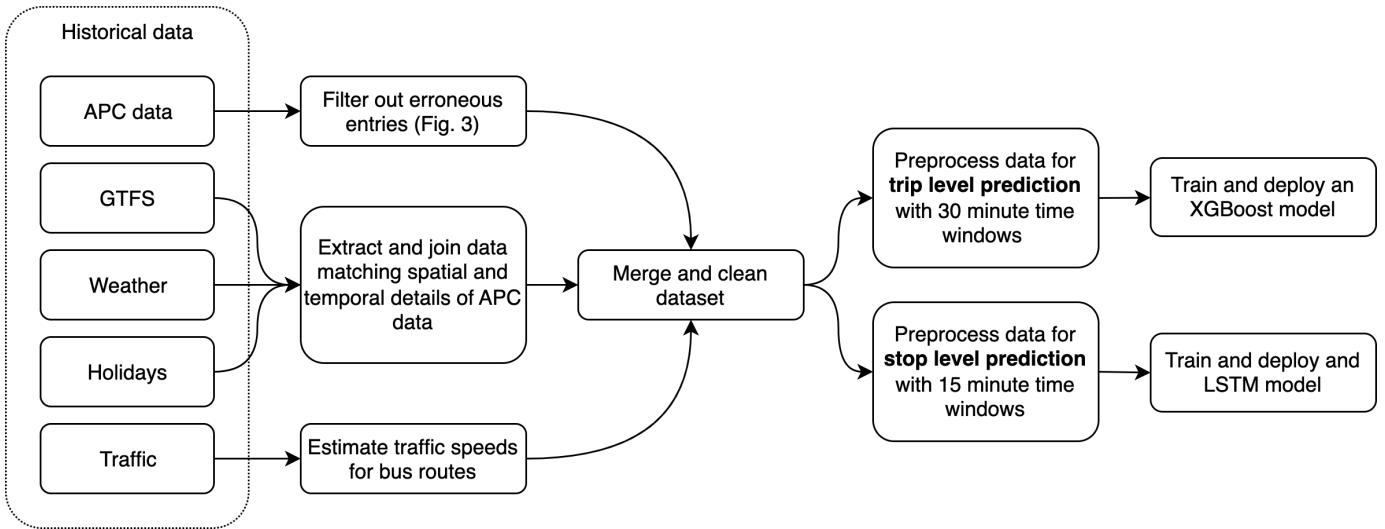 Historical data
APC data
GTFS
Weather
Holidays
Traffic
Filter out erroneous
entries (Fig. 3)
Extract and join data
matching spatial and
temporal details of APC
data
Estimate traffic speeds
for bus routes
Merge and clean
dataset
Preprocess data for
trip level prediction
with 30 minute time
windows
Train and deploy an
XGBoost model
Preprocess data for
stop level prediction
with 15 minute time
windows
Train and deploy and
LSTM model